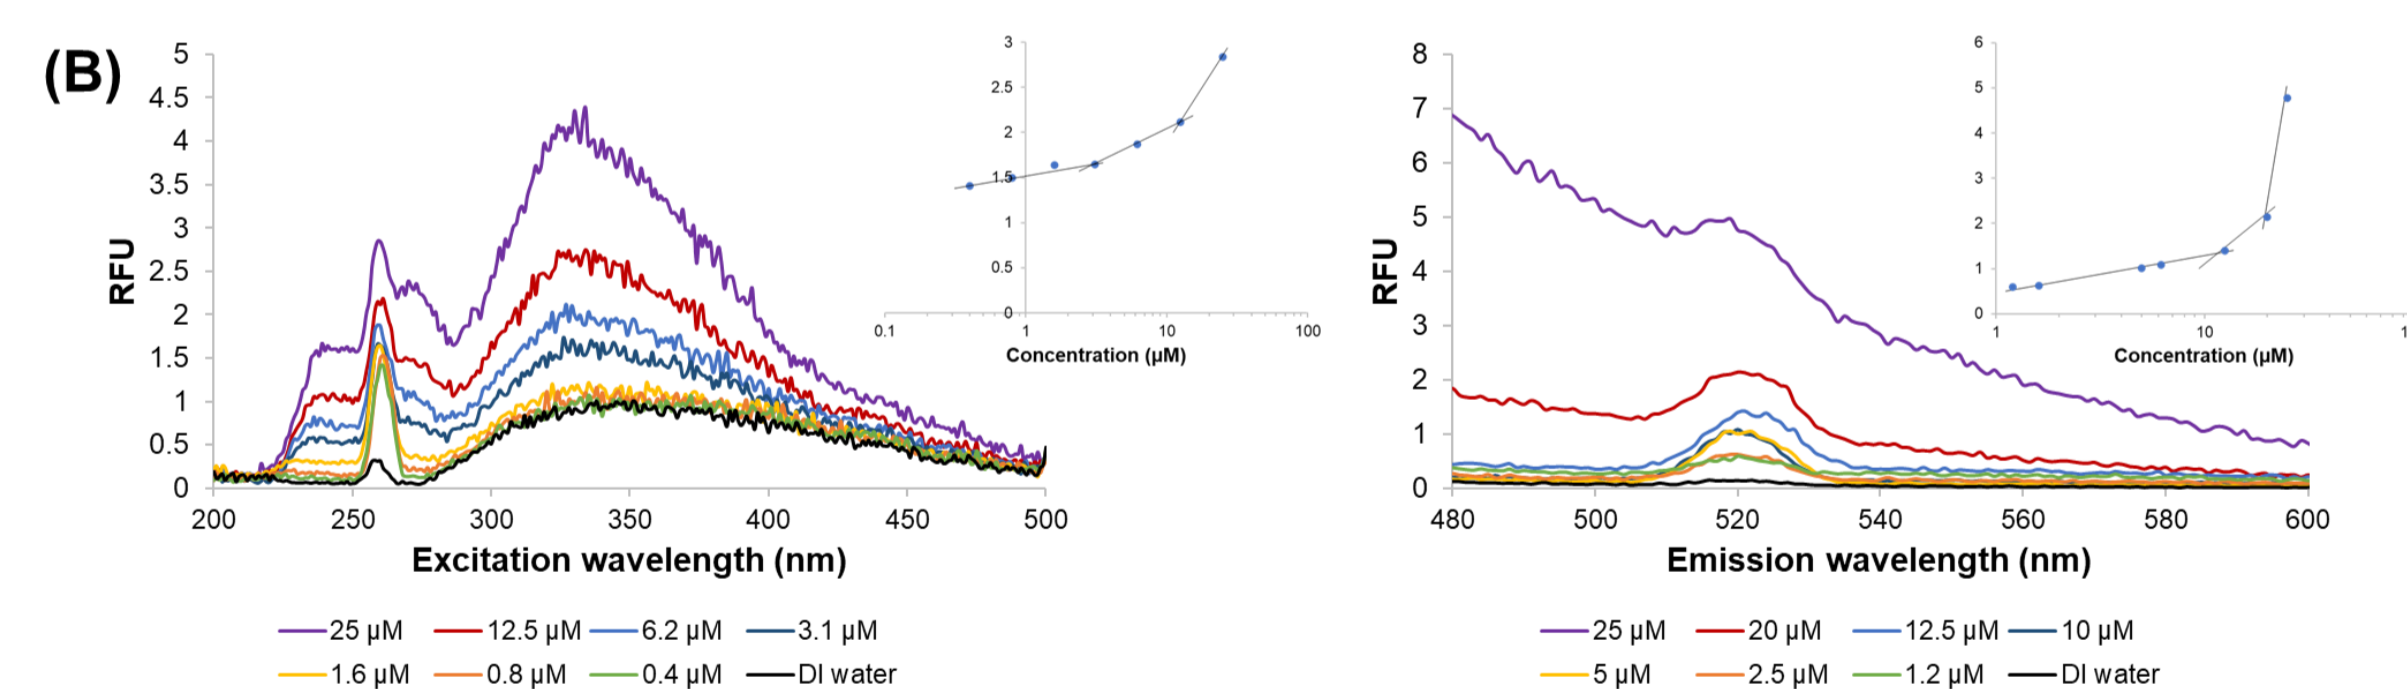 (B)
RFU
5
4.5
4
3.5
3
2.5
2
1.5
1
0.5
0
200 250 300 350 400 450 500
Excitation wavelength (nm)
3
2.5
2
1.5
1
0.5
0
0.1 1 10 100
Concentration (µM)
25 µM 12.5 µM 6.2 µM 3.1 µM
1.6 µM 0.8 µM 0.4 µM DI water
RFU
8
7
6
5
4
3
2
1
0
480 500 520 540 560 580 600
Emission wavelength (nm)
6
5
4
3
2
1
0
1 10 1
Concentration (µM)
25 µM 20 µM 12.5 µM 10 µM
5 µM 2.5 µM 1.2 µM DI water